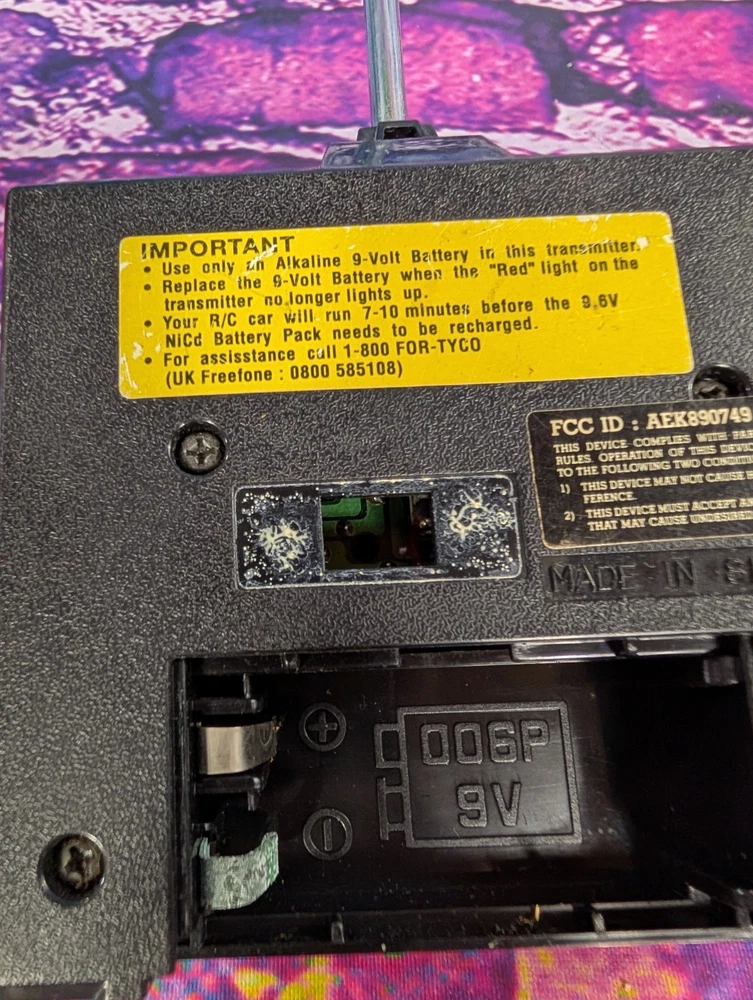 IMPORTANT
• Use only an Alkaline 9-Volt Battery in this transmitter.
• Replace the 9-Volt Battery when the "Red" light on the
transmitter no longer lights up.
• Your R/C car will run 7-10 minutes before the 9.6V
NiCd Battery Pack needs to be recharged.
• For assisstance call 1-800 FOR-TYCO
(UK Freefone : 0800 585108)
FCC ID : AEK890749
THIS DEVICE COMPLIES WITH
RULES. OPERATION OF THIS
TO THE FOLLOWING TWO
1) THIS DEVICE MAY NOT CAUSE
FERENCE.
2) THIS DEVICE MUST ACCEPT
THAT MAY CAUSE
MADE IN
+
006P
9V
-